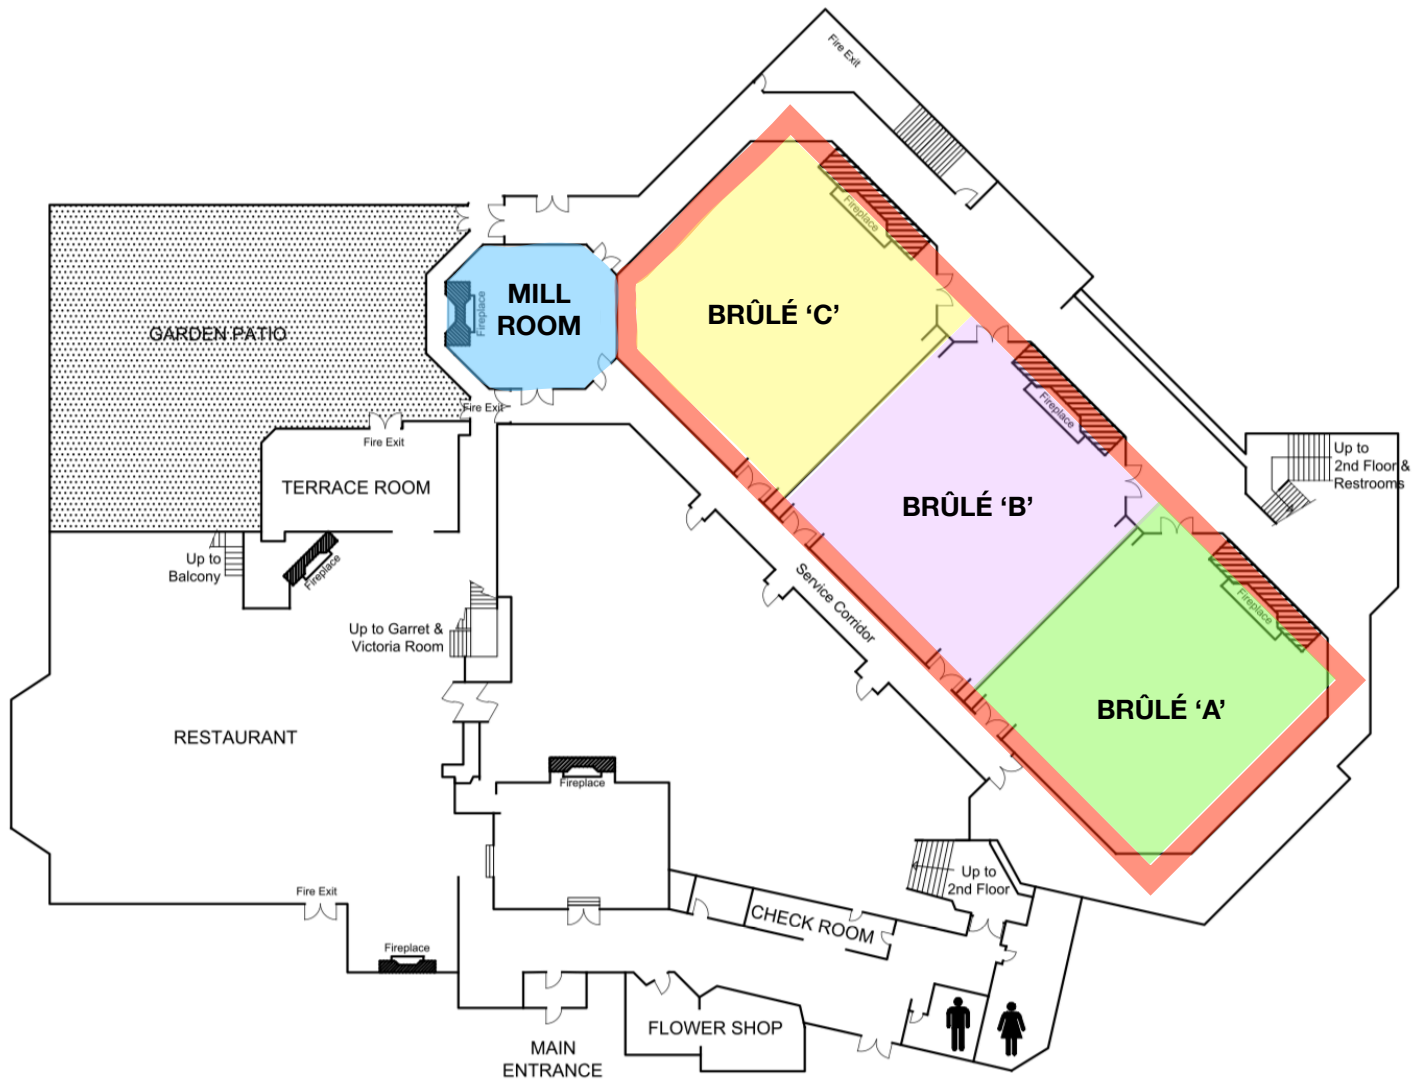 Fire Exit
Fireplace
MILL
ROOM
Fireplace
BRÛLÉ ‘C’
GARDEN PATIO
Fire Exit
Fire Exit
Fireplace
Up to
2nd Floor &
Restrooms
TERRACE ROOM
BRÛLÉ ‘B’
Up to
Balcony
Fireplace
Service Corridor
Fireplace
Up to Garret &
Victoria Room
BRÛLÉ ‘A’
RESTAURANT
Fireplace
Up to
2nd Floor
Fire Exit
CHECK ROOM
Fireplace
FLOWER SHOP
MAIN
ENTRANCE